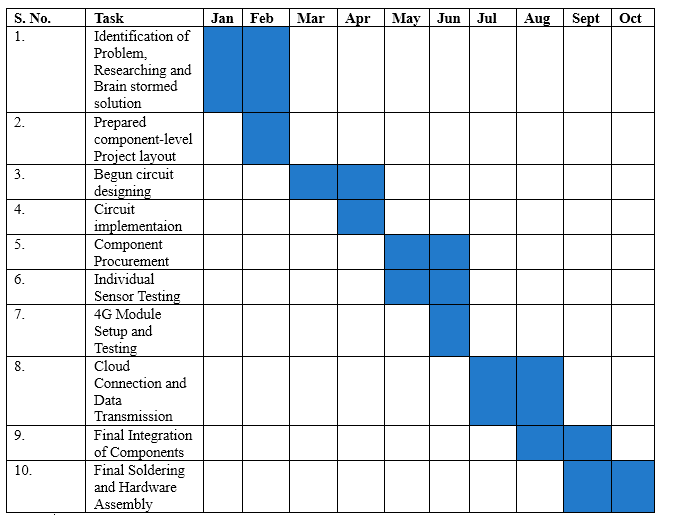 S. No. Task Jan Feb Mar Apr May Jun Jul Aug Sept Oct
1. Identification of
Problem,
Researching and
Brain stormed
solution
2. Prepared
component-level
Project layout
3. Begun circuit
designing
4. Circuit
implementaion
5. Component
Procurement
6. Individual
Sensor Testing
7. 4G Module
Setup and
Testing
8. Cloud
Connection and
Data
Transmission
9. Final Integration
of Components
10. Final Soldering
and Hardware
Assembly